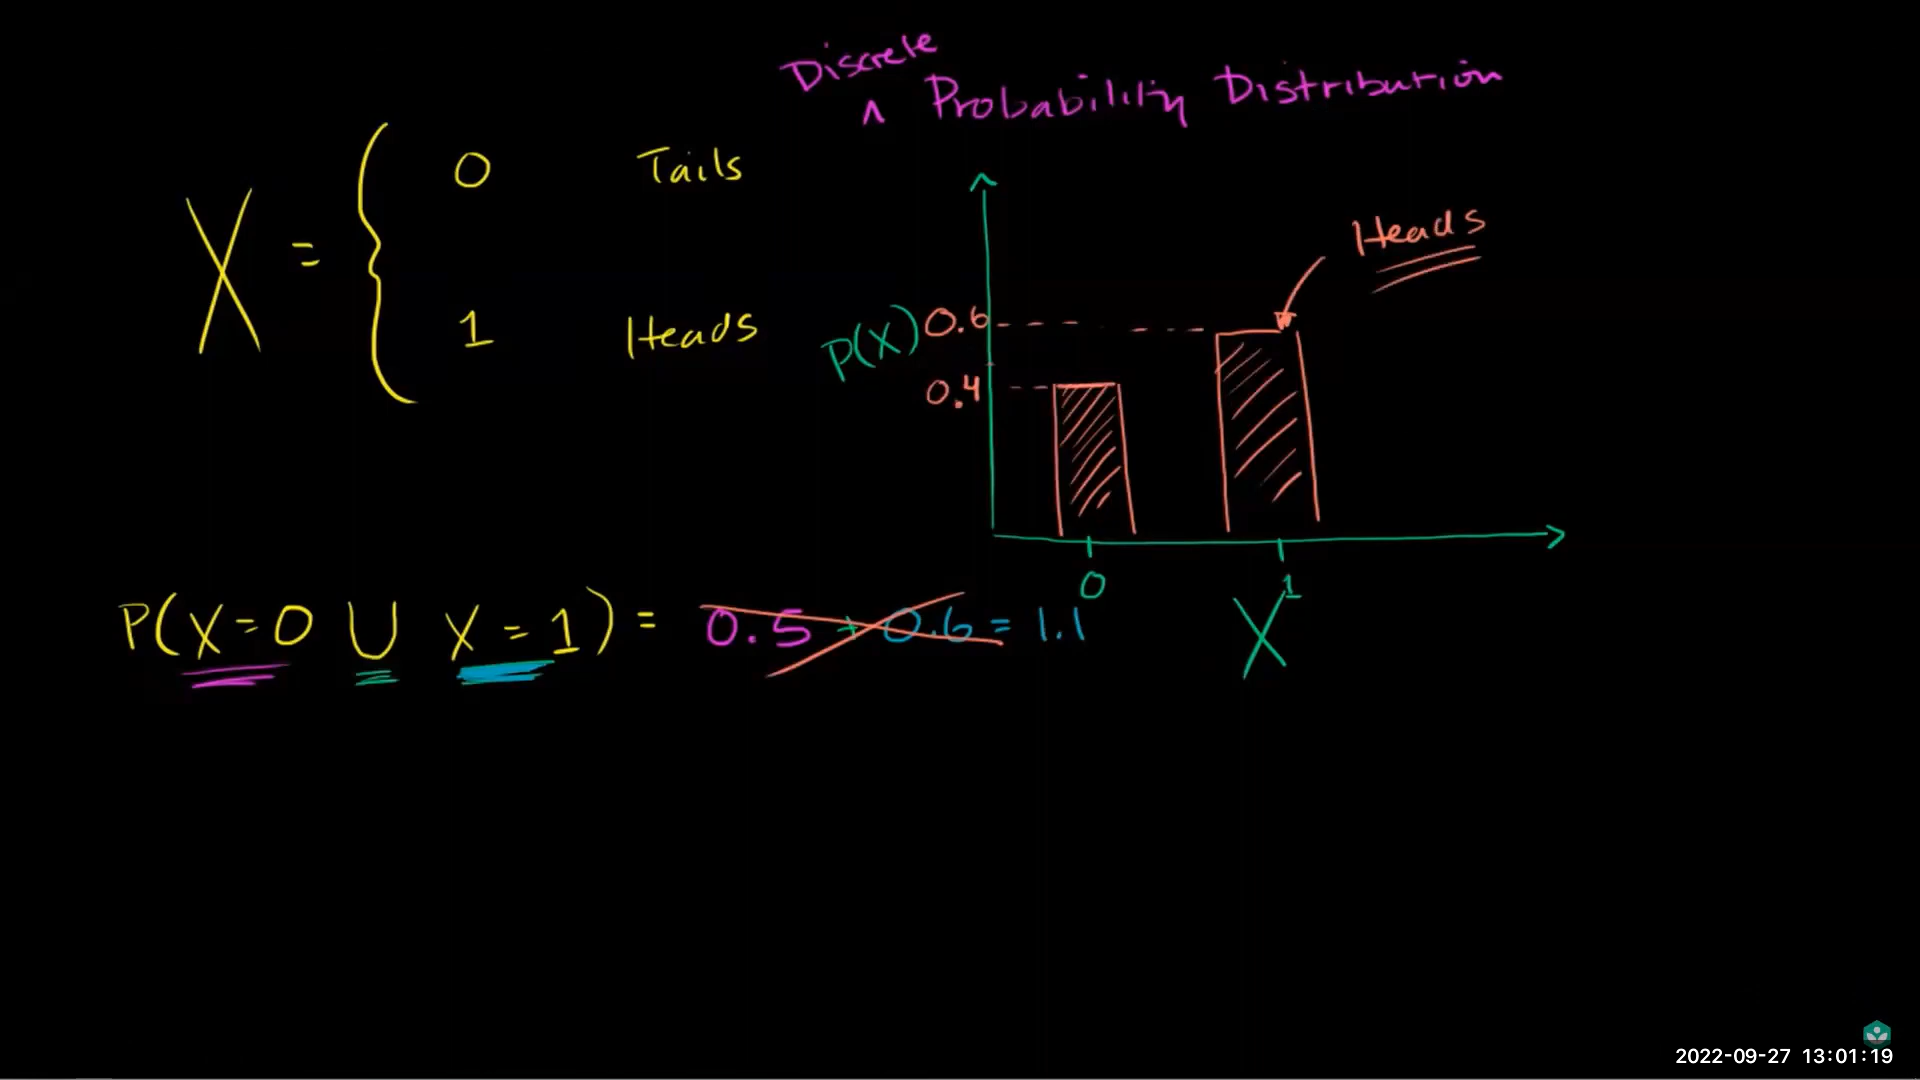 Discrete
^ Probability Distribution
X = { 0 Tails
1 Heads
Heads
P(X) 0.6
0.4
0 1
X
P(X=0 U X=1) = 0.5 + 0.6 = 1.1
2022-09-27 13:01:19